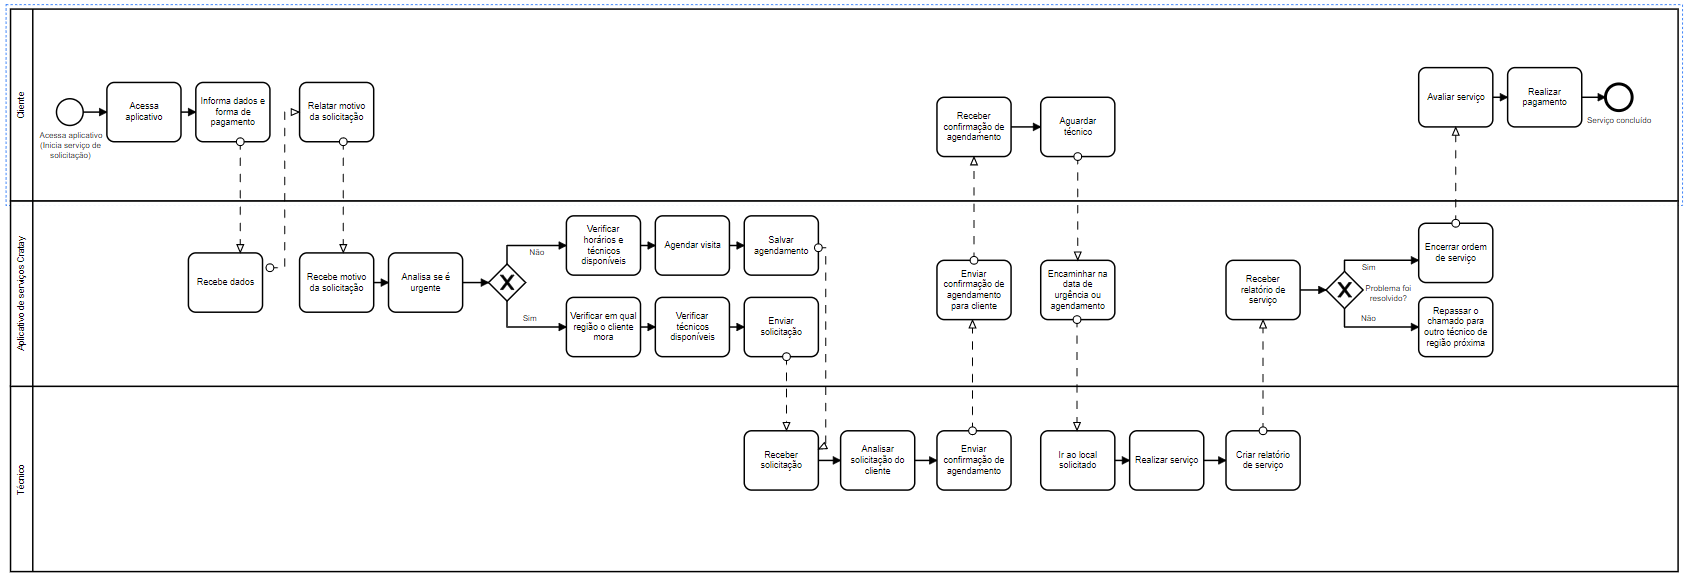 Cliente
Acessa aplicativo
(Inicia serviço de
solicitação)
Acessa
aplicativo
Informa dados e
forma de
pagamento
Relatar motivo
da solicitação
Receber
confirmação de
agendamento
Aguardar
técnico
Avaliar serviço
Realizar
pagamento
Serviço concluído
Aplicativo de serviços Cratay
Recebe dados
Recebe motivo
da solicitação
Analisa se é
urgente
Não
Sim
Verificar
horários e
técnicos
disponíveis
Agendar visita
Salvar
agendamento
Verificar em qual
região o cliente
mora
Verificar
técnicos
disponíveis
Enviar
solicitação
Enviar
confirmação de
agendamento
para cliente
Encaminhar na
data de
urgência ou
agendamento
Receber
relatório de
serviço
Sim
Problema foi
resolvido?
Não
Encerrar ordem
de serviço
Repassar o
chamado para
outro técnico de
região próxima
Técnico
Receber
solicitação
Analisar
solicitação do
cliente
Enviar
confirmação de
agendamento
Ir ao local
solicitado
Realizar serviço
Criar relatório
de serviço